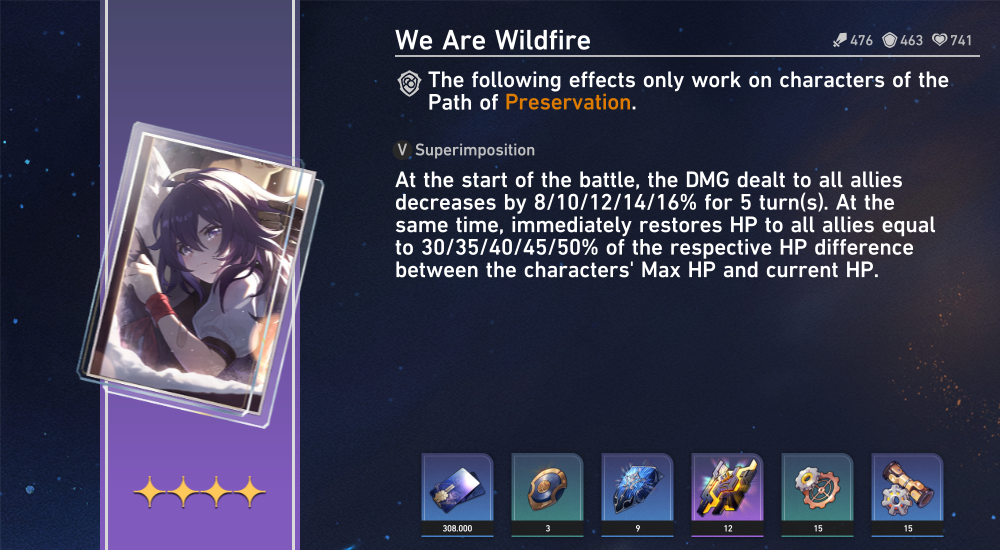 We Are Wildfire
476 463 741
The following effects only work on characters of the
Path of Preservation.
V Superimposition
At the start of the battle, the DMG dealt to all allies
decreases by 8/10/12/14/16% for 5 turn(s). At the
same time, immediately restores HP to all allies equal
to 30/35/40/45/50% of the respective HP difference
between the characters' Max HP and current HP.
308.000 3 9 12 15 15